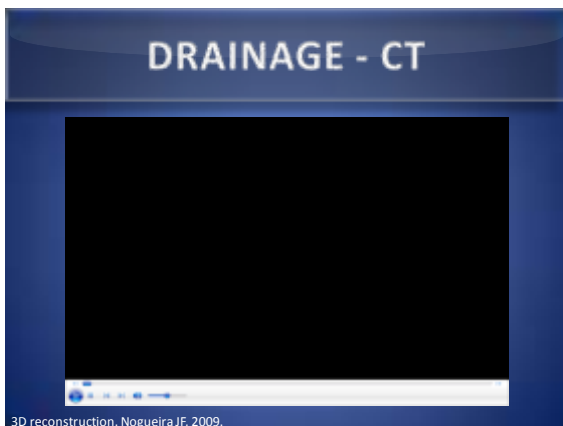 DRAINAGE - CT
3D reconstruction. Nogueira JF. 2009.